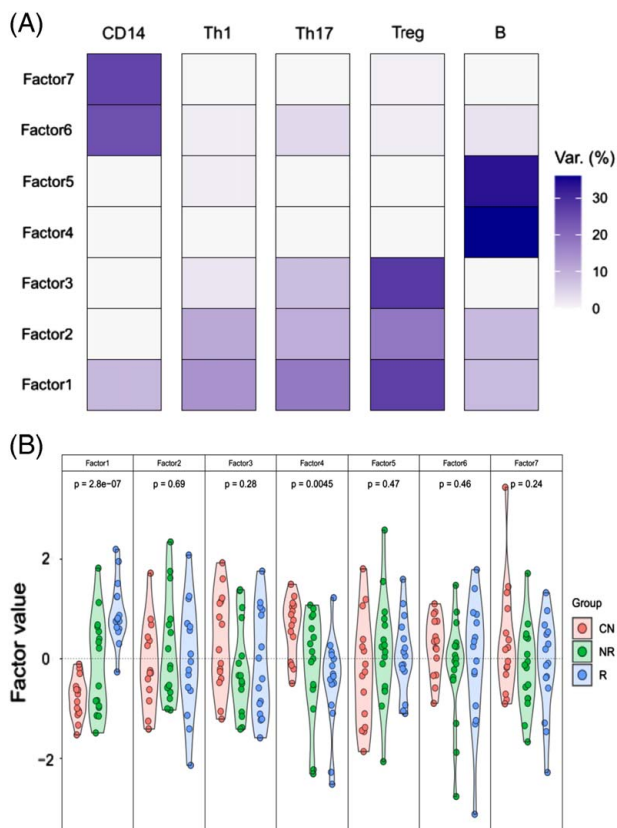 (A)
CD14 Th1 Th17 Treg B
Factor7
Factor6
Factor5
Factor4
Factor3
Factor2
Factor1
Var. (%)
30
20
10
0
(B)
Factor1 Factor2 Factor3 Factor4 Factor5 Factor6 Factor7
p = 2.8e-07 p = 0.69 p = 0.28 p = 0.0045 p = 0.47 p = 0.46 p = 0.24
Factor value
2
0
-2
Group
CN
NR
R